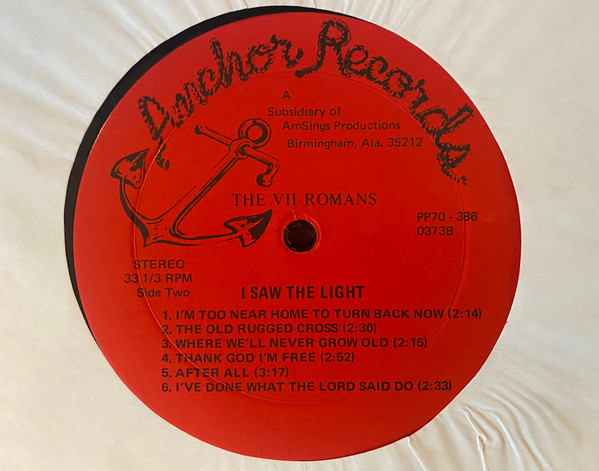 Anchor Records
A
Subsidiary of
AmSings Productions
Birmingham, Ala. 35212
THE VII ROMANS
PP70 - 386
0373B
STEREO
33 1/3 RPM
Side Two
I SAW THE LIGHT
1. I'M TOO NEAR HOME TO TURN BACK NOW (2:14)
2. THE OLD RUGGED CROSS (2:30)
3. WHERE WE'LL NEVER GROW OLD (2:15)
4. THANK GOD I'M FREE (2:52)
5. AFTER ALL (3:17)
6. I'VE DONE WHAT THE LORD SAID DO (2:33)